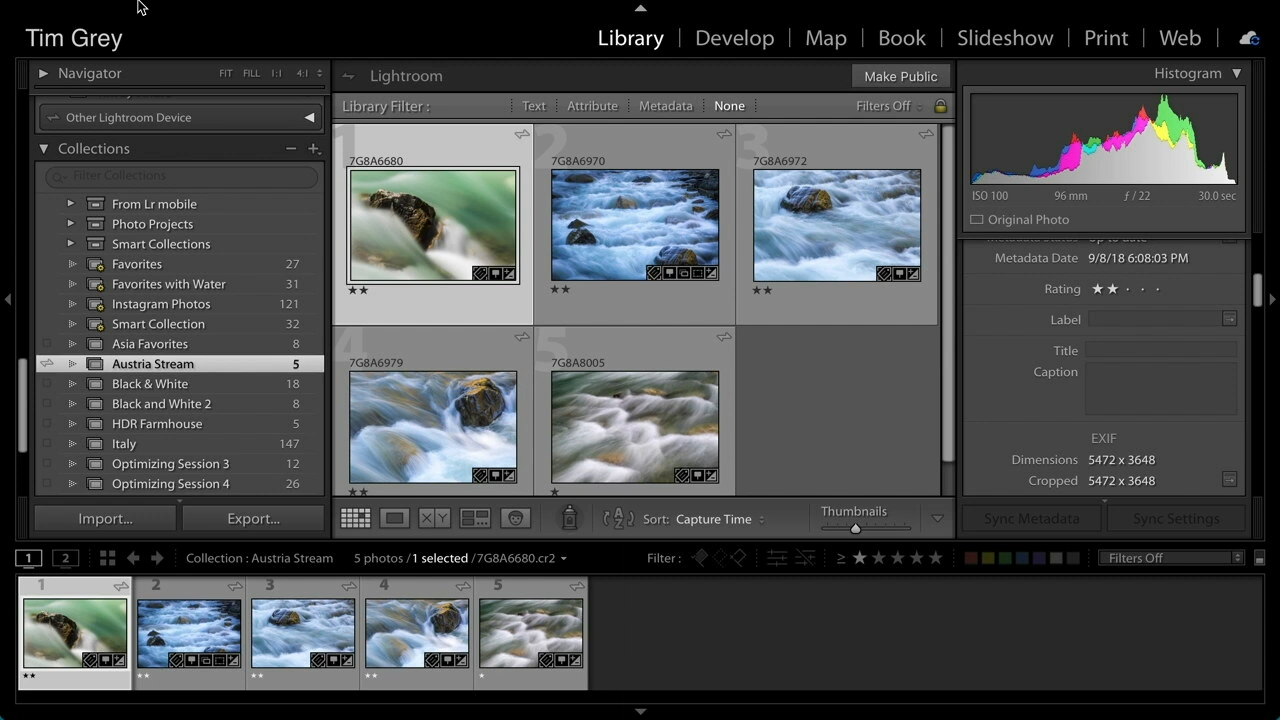 Tim Grey
Library | Develop | Map | Book | Slideshow | Print | Web |
Navigator FIT FILL 1:1 4:1
Other Lightroom Device
Collections
Filter Collections
From Lr mobile
Photo Projects
Smart Collections
Favorites 27
Favorites with Water 31
Instagram Photos 121
Smart Collection 32
Asia Favorites 8
Austria Stream 5
Black & White 18
Black and White 2 8
HDR Farmhouse 5
Italy 147
Optimizing Session 3 12
Optimizing Session 4 26
Import... Export...
Lightroom Make Public
Library Filter : Text | Attribute | Metadata | None Filters Off
1 7G8A6680
2 7G8A6970
3 7G8A6972
4 7G8A6979
5 7G8A8005
Sort: Capture Time Thumbnails
Histogram
ISO 100 96 mm ƒ / 22 30.0 sec
Original Photo
Metadata Date 9/8/18 6:08:03 PM
Rating ★ ★ · · ·
Label
Title
Caption
EXIF
Dimensions 5472 x 3648
Cropped 5472 x 3648
Sync Metadata Sync Settings
1 2 Collection : Austria Stream 5 photos / 1 selected / 7G8A6680.cr2 Filter : ≥ ★ ★ ★ ★ ★ Filters Off
1 2 3 4 5